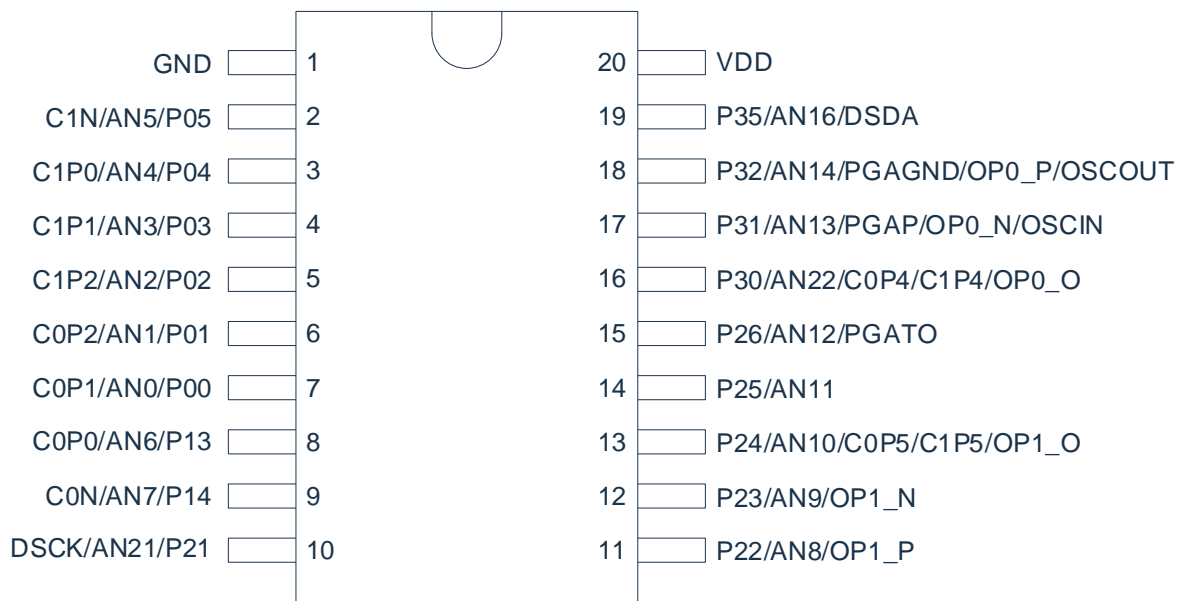 GND 1 20 VDD
C1N/AN5/P05 2 19 P35/AN16/DSDA
C1P0/AN4/P04 3 18 P32/AN14/PGAGND/OP0_P/OSCOUT
C1P1/AN3/P03 4 17 P31/AN13/PGAP/OP0_N/OSCIN
C1P2/AN2/P02 5 16 P30/AN22/C0P4/C1P4/OP0_O
C0P2/AN1/P01 6 15 P26/AN12/PGATO
C0P1/AN0/P00 7 14 P25/AN11
C0P0/AN6/P13 8 13 P24/AN10/C0P5/C1P5/OP1_O
C0N/AN7/P14 9 12 P23/AN9/OP1_N
DSCK/AN21/P21 10 11 P22/AN8/OP1_P